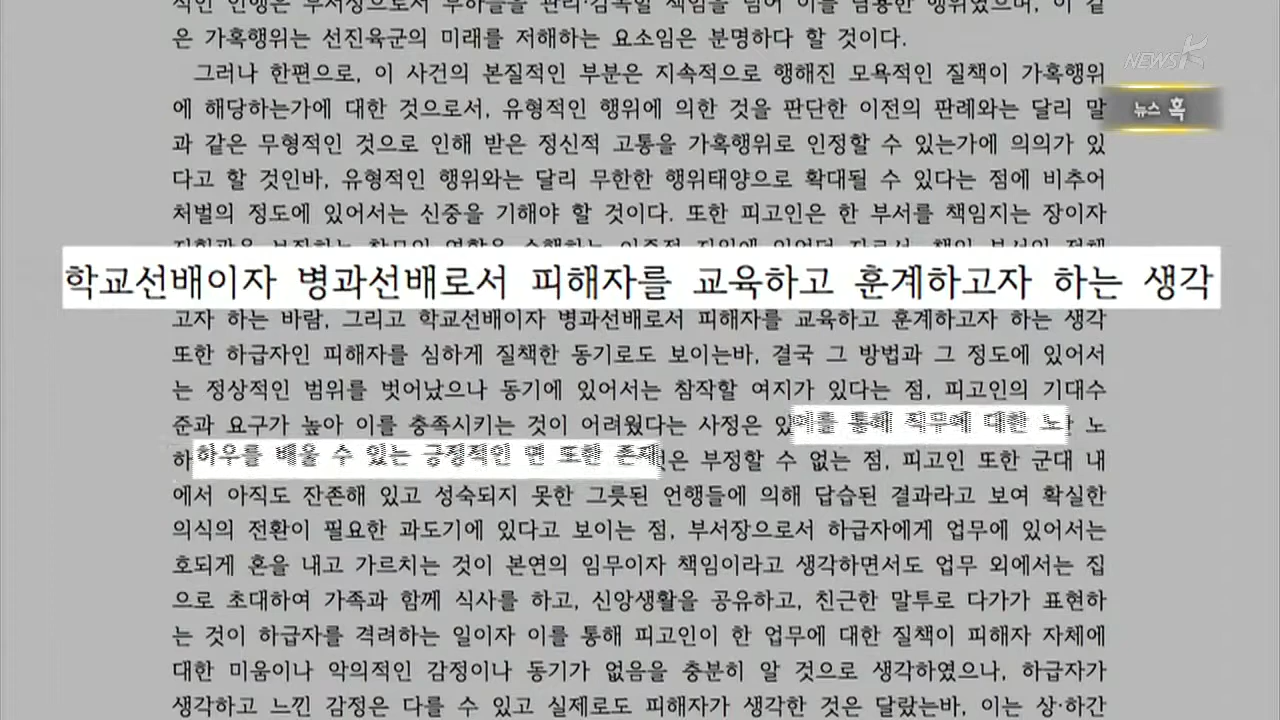 적인 언행은 부서장으로서 부하들을 관리·감독할 책임을 넘어 이를 남용한 행위였으며, 이 같
은 가혹행위는 선진육군의 미래를 저해하는 요소임은 분명하다 할 것이다.
NEWS K
그러나 한편으로, 이 사건의 본질적인 부분은 지속적으로 행해진 모욕적인 질책이 가혹행위
에 해당하는가에 대한 것으로서, 유형적인 행위에 의한 것을 판단한 이전의 판례와는 달리 말
뉴스 혹
과 같은 무형적인 것으로 인해 받은 정신적 고통을 가혹행위로 인정할 수 있는가에 의의가 있
다고 할 것인바, 유형적인 행위와는 달리 무한한 행위태양으로 확대될 수 있다는 점에 비추어
처벌의 정도에 있어서는 신중을 기해야 할 것이다. 또한 피고인은 한 부서를 책임지는 장이자
학교선배이자 병과선배로서 피해자를 교육하고 훈계하고자 하는 생각
고자 하는 바람, 그리고 학교선배이자 병과선배로서 피해자를 교육하고 훈계하고자 하는 생각
또한 하급자인 피해자를 심하게 질책한 동기로도 보이는바, 결국 그 방법과 그 정도에 있어서
는 정상적인 범위를 벗어났으나 동기에 있어서는 참작할 여지가 있다는 점, 피고인의 기대수
준과 요구가 높아 이를 충족시키는 것이 어려웠다는 사정은 있 이를 통해 직무에 대한 노 노
하 하우를 배울 수 있는 긍정적인 면 또한 존재 은 부정할 수 없는 점, 피고인 또한 군대 내
에서 아직도 잔존해 있고 성숙되지 못한 그릇된 언행들에 의해 답습된 결과라고 보여 확실한
의식의 전환이 필요한 과도기에 있다고 보이는 점, 부서장으로서 하급자에게 업무에 있어서는
호되게 혼을 내고 가르치는 것이 본연의 임무이자 책임이라고 생각하면서도 업무 외에서는 집
으로 초대하여 가족과 함께 식사를 하고, 신앙생활을 공유하고, 친근한 말투로 다가가 표현하
는 것이 하급자를 격려하는 일이자 이를 통해 피고인이 한 업무에 대한 질책이 피해자 자체에
대한 미움이나 악의적인 감정이나 동기가 없음을 충분히 알 것으로 생각하였으나, 하급자가
생각하고 느낀 감정은 다를 수 있고 실제로도 피해자가 생각한 것은 달랐는바, 이는 상·하간